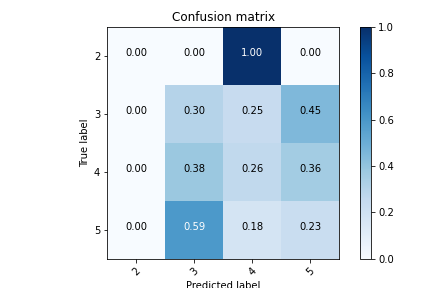 Confusion matrix
1.0
2 0.00 0.00 1.00 0.00
0.8
3 0.00 0.30 0.25 0.45
0.6
True label
0.4
4 0.00 0.38 0.26 0.36
0.2
5 0.00 0.59 0.18 0.23
0.0
2 3 4 5
Predicted label